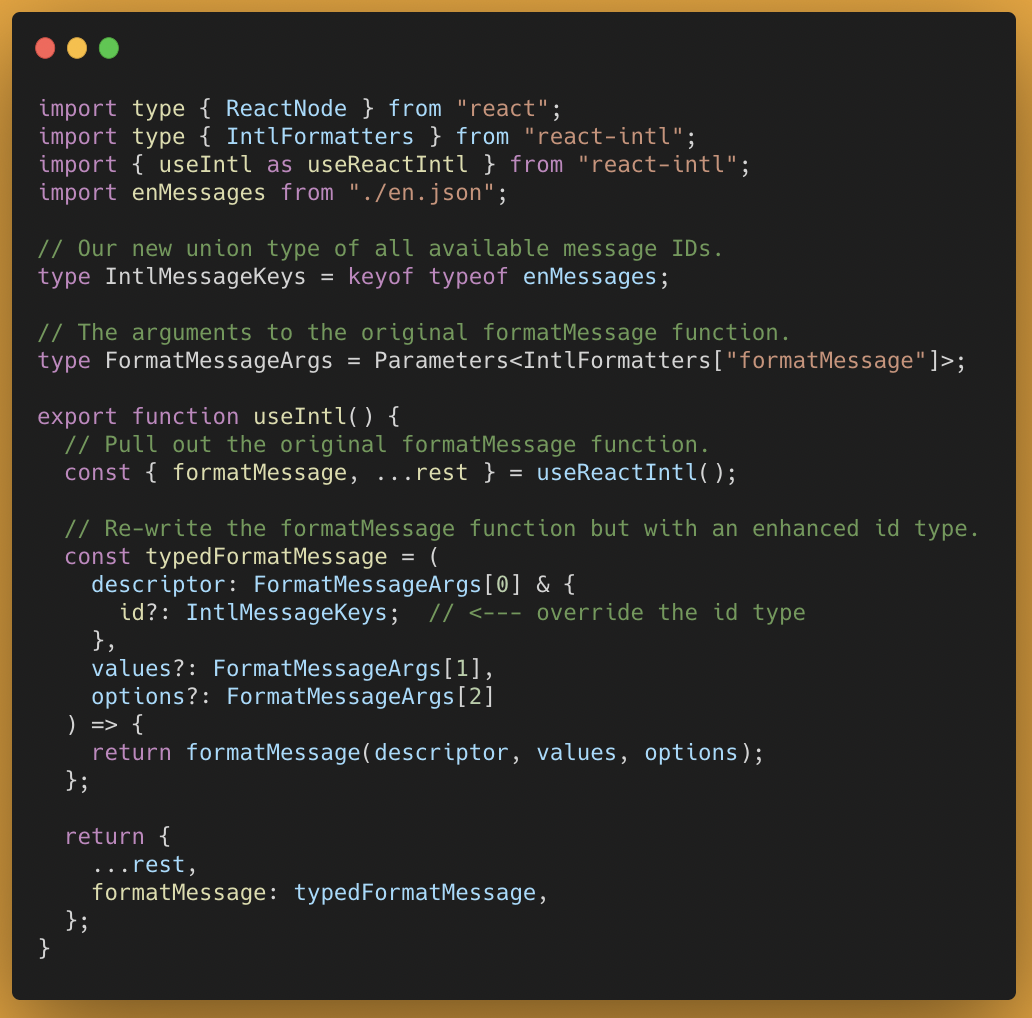 import type { ReactNode } from "react";
import type { IntlFormatters } from "react-intl";
import { useIntl as useReactIntl } from "react-intl";
import enMessages from "./en.json";

// Our new union type of all available message IDs.
type IntlMessageKeys = keyof typeof enMessages;

// The arguments to the original formatMessage function.
type FormatMessageArgs = Parameters<IntlFormatters["formatMessage"]>;

export function useIntl() {
  // Pull out the original formatMessage function.
  const { formatMessage, ...rest } = useReactIntl();

  // Re-write the formatMessage function but with an enhanced id type.
  const typedFormatMessage = (
    descriptor: FormatMessageArgs[0] & {
      id?: IntlMessageKeys;  // <--- override the id type
    },
    values?: FormatMessageArgs[1],
    options?: FormatMessageArgs[2]
  ) => {
    return formatMessage(descriptor, values, options);
  };

  return {
    ...rest,
    formatMessage: typedFormatMessage,
  };
}